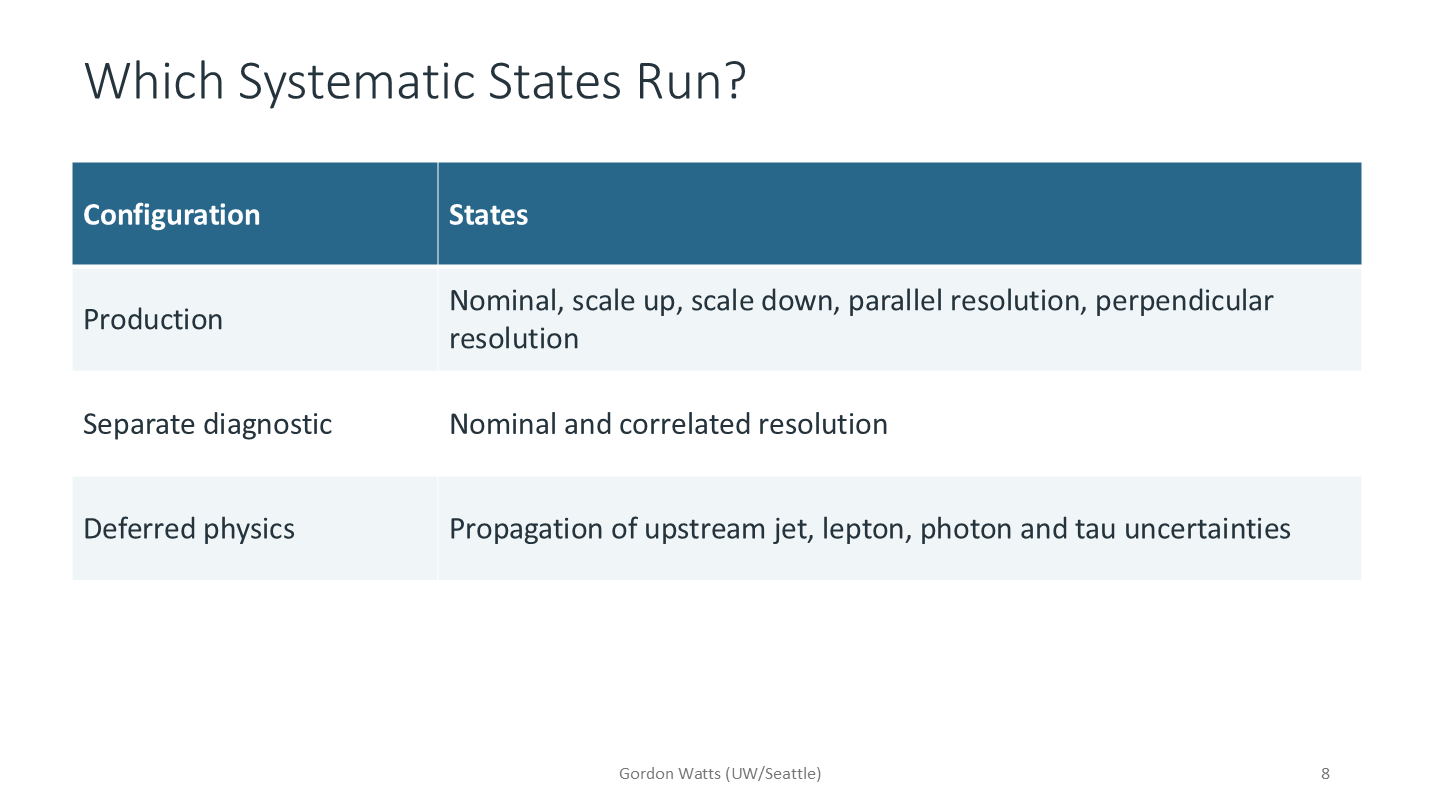 Which Systematic States Run?
Configuration
States
Production
Nominal, scale up, scale down, parallel resolution, perpendicular
resolution
Separate diagnostic
Nominal and correlated resolution
Deferred physics
Propagation of upstream jet, lepton, photon and tau uncertainties
Gordon Watts (UW/Seattle)
8